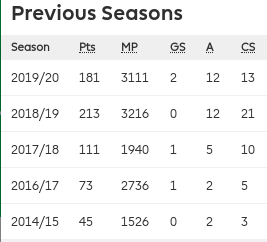 Previous Seasons
Season Pts MP GS A CS
2019/20 181 3111 2 12 13
2018/19 213 3216 0 12 21
2017/18 111 1940 1 5 10
2016/17 73 2736 1 2 5
2014/15 45 1526 0 2 3